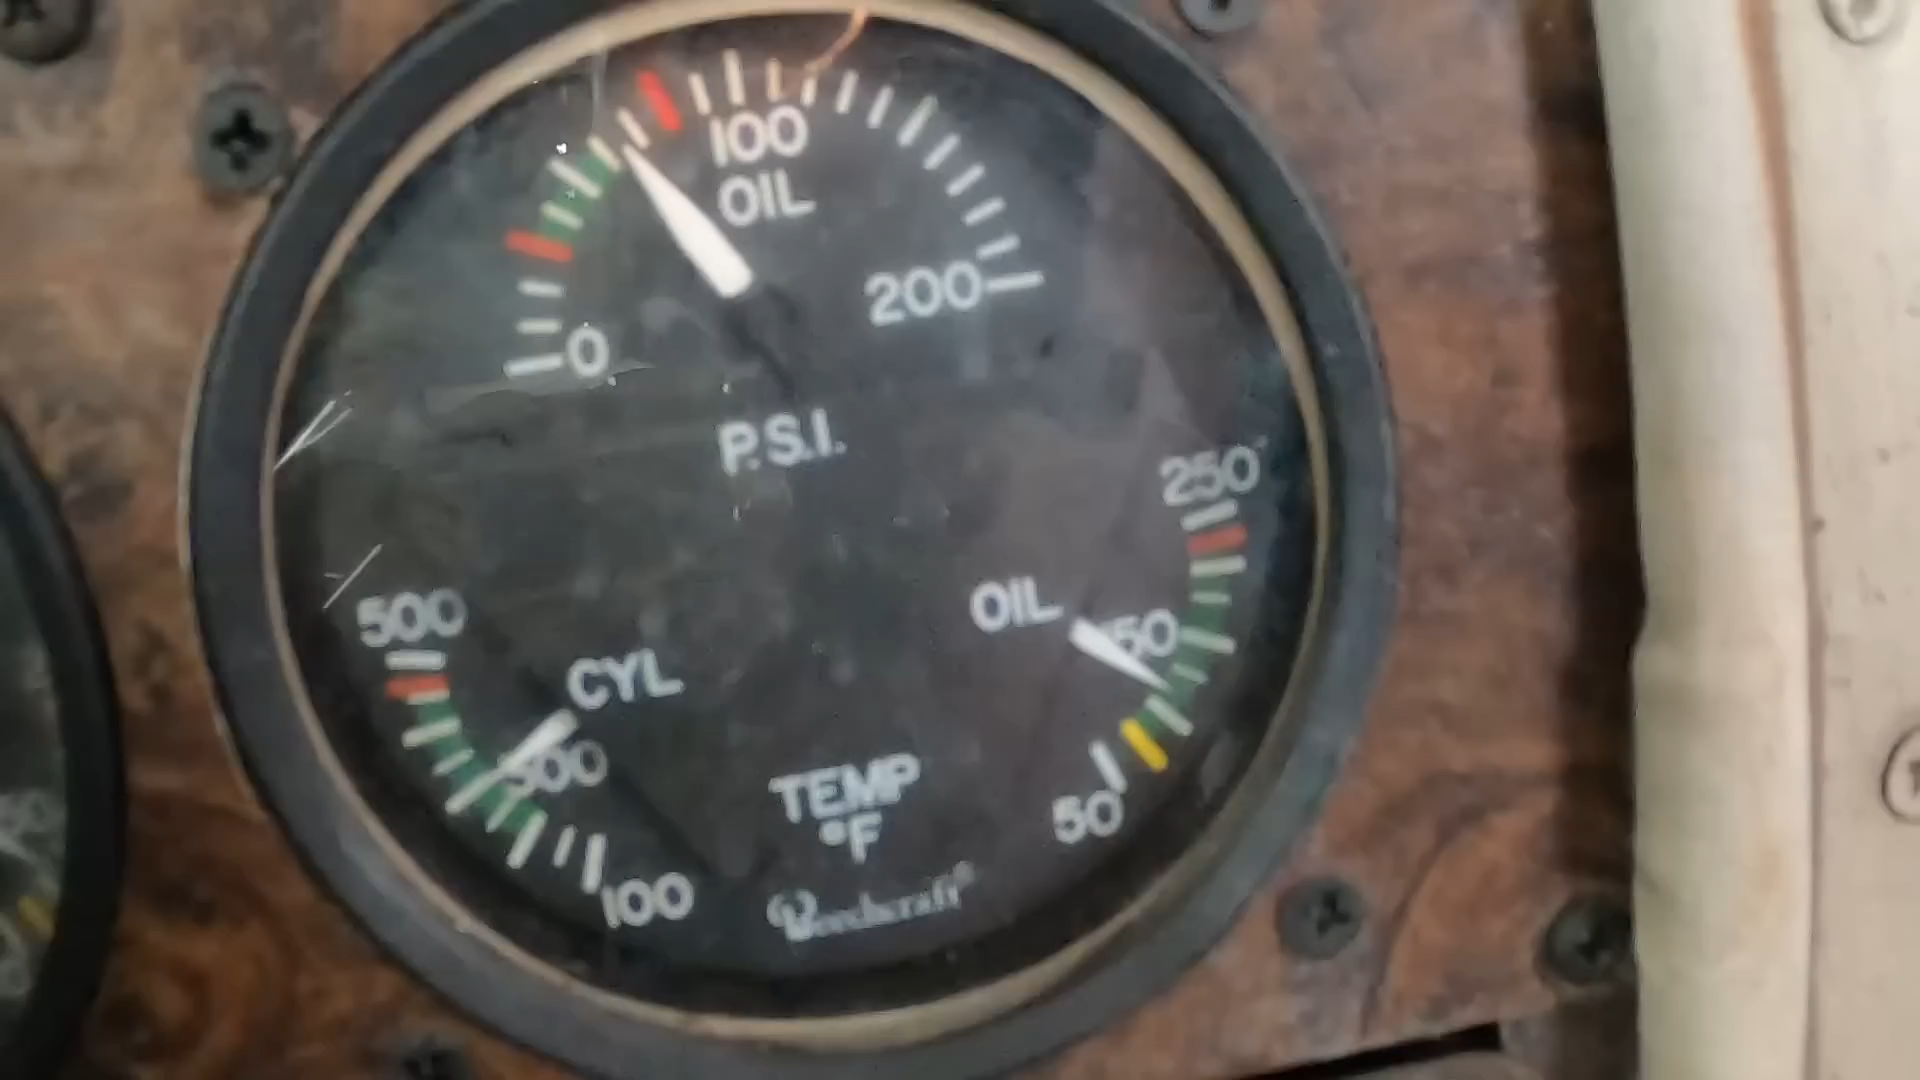 100
OIL
200
0
P.S.I.
250
500
OIL
CYL
300
TEMP
°F
50
100
Beechcraft®